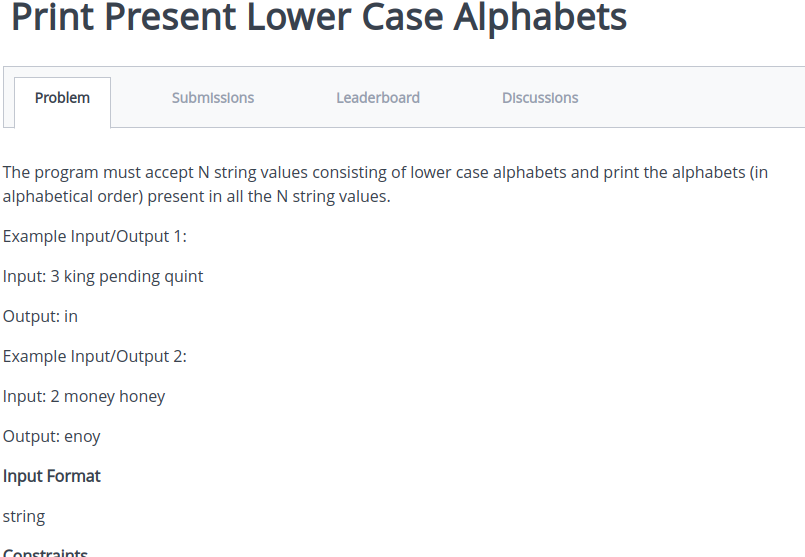 Print Present Lower Case Alphabets
Problem
Submissions
Leaderboard
Discussions
The program must accept N string values consisting of lower case alphabets and print the alphabets (in
alphabetical order) present in all the N string values.
Example Input/Output 1:
Input: 3 king pending quint
Output: in
Example Input/Output 2:
Input: 2 money honey
Output: enoy
Input Format
string
Constraints